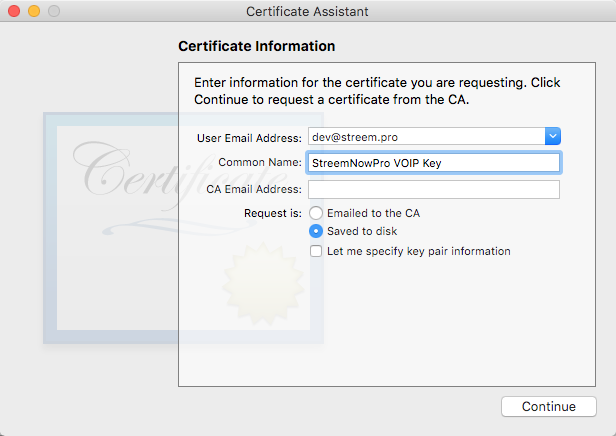 Certificate Assistant
Certificate Information
Enter information for the certificate you are requesting. Click
Continue to request a certificate from the CA.
User Email Address: dev@streem.pro
Common Name: StreemNowPro VOIP Key
CA Email Address:
Request is: Emailed to the CA
Saved to disk
Let me specify key pair information
Certificate
Continue